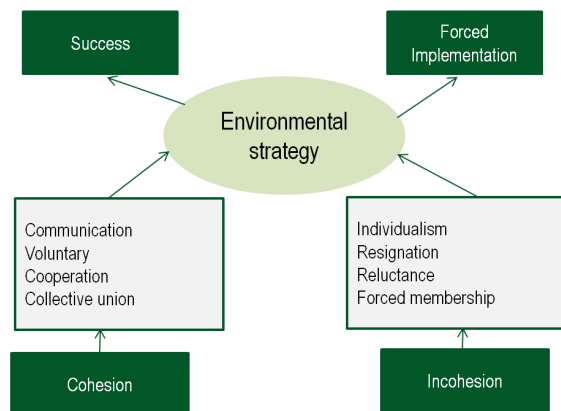 Success
Forced
Implementation
Environmental
strategy
Communication
Voluntary
Cooperation
Collective union
Individualism
Resignation
Reluctance
Forced membership
Cohesion
Incohesion